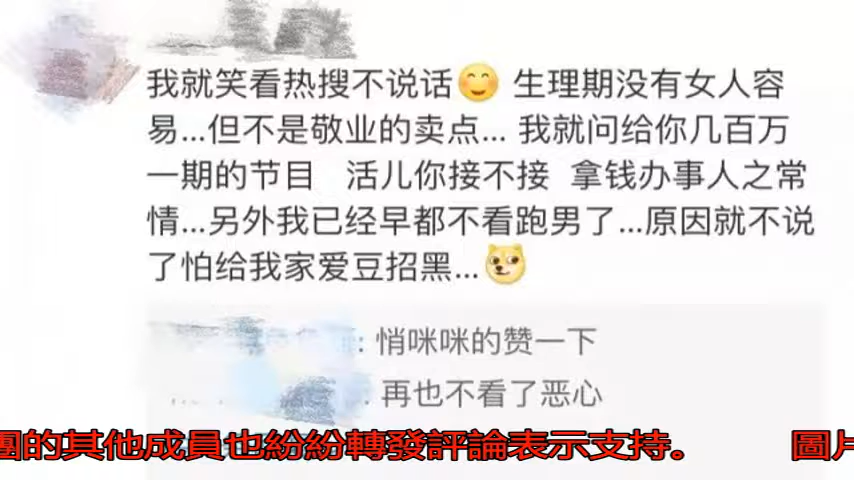 我就笑看热搜不说话😊 生理期没有女人容
易...但不是敬业的卖点... 我就问给你几百万
一期的节目 活儿你接不接 拿钱办事人之常
情...另外我已经早都不看跑男了...原因就不说
了怕给我家爱豆招黑...
: 悄咪咪的赞一下
: 再也不看了恶心
團的其他成員也紛紛轉發評論表示支持。 圖片